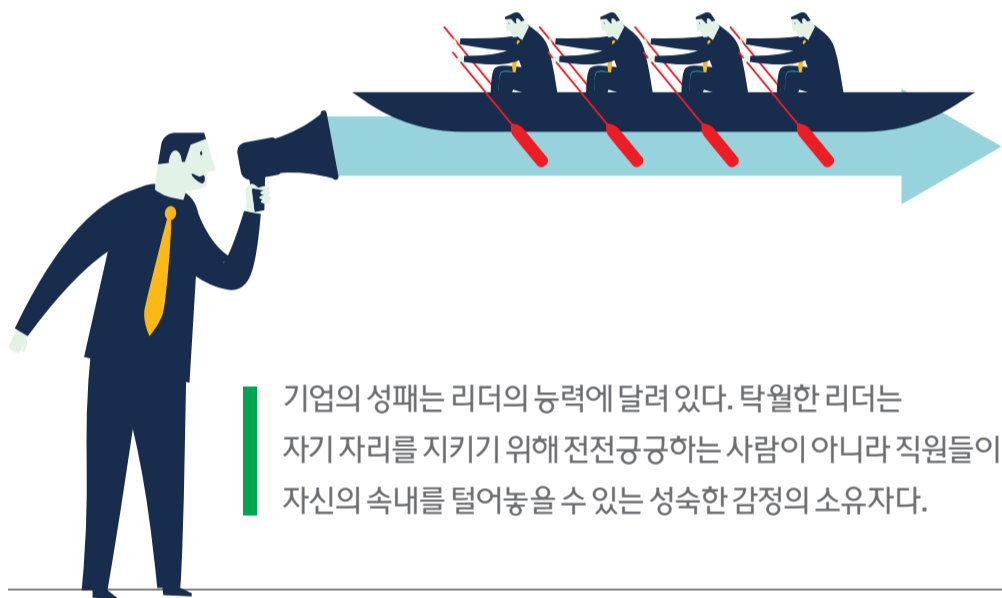 기업의 성패는 리더의 능력에 달려 있다. 탁월한 리더는
자기 자리를 지키기 위해 전전긍긍하는 사람이 아니라 직원들이
자신의 속내를 털어놓을 수 있는 성숙한 감정의 소유자다.